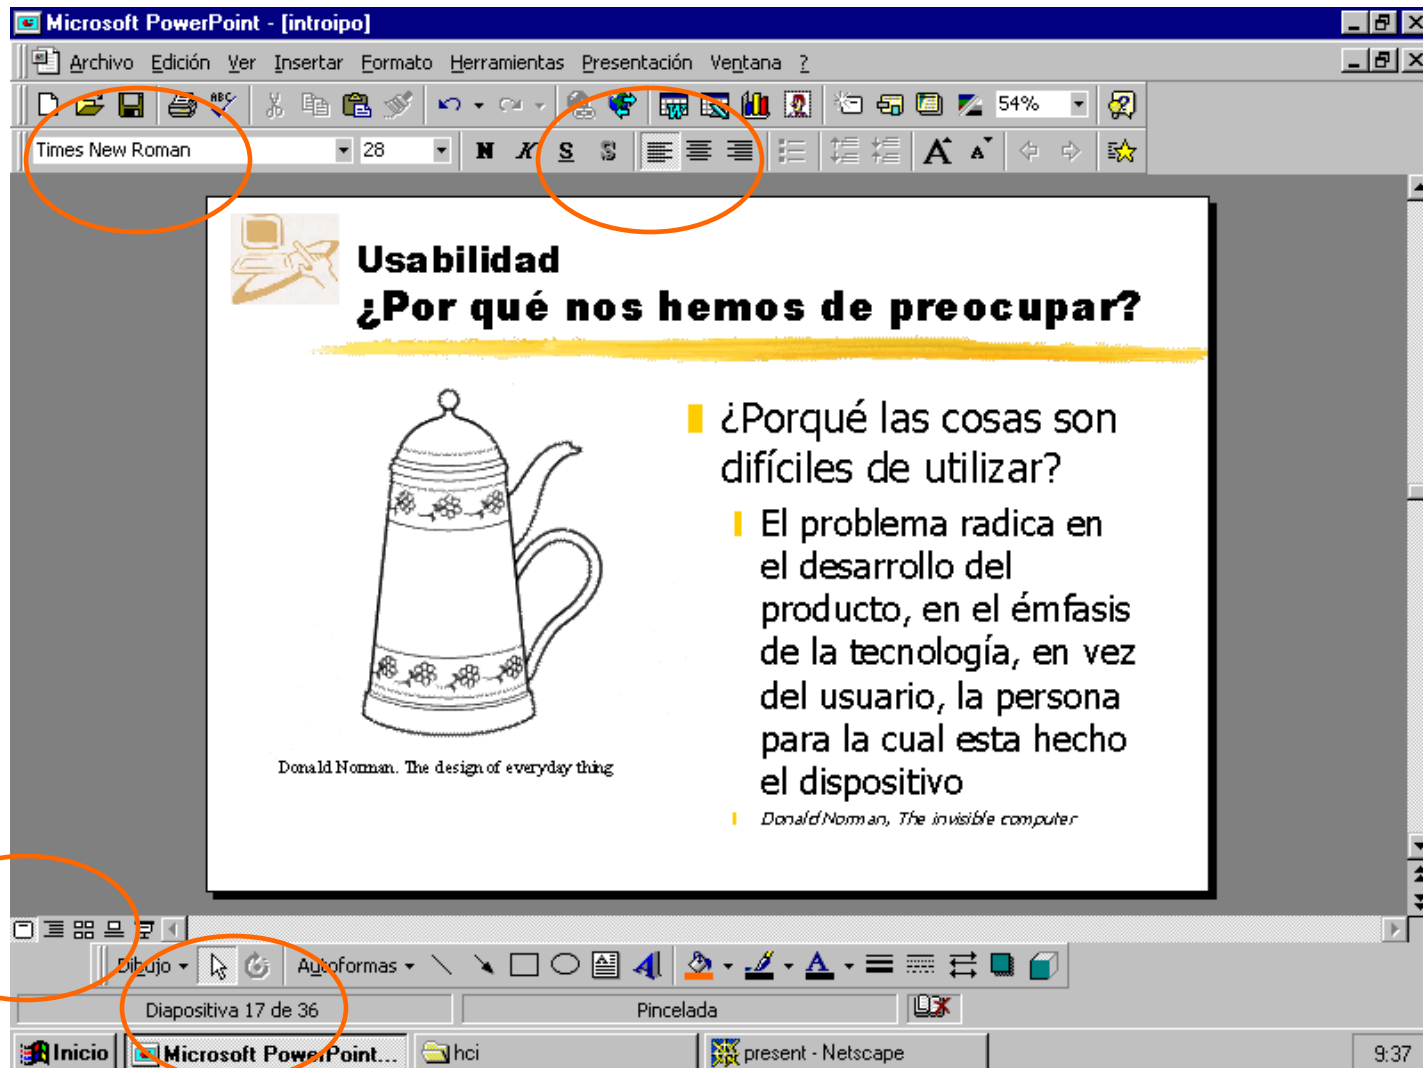 Microsoft PowerPoint - [introipo]
Archivo Edición Ver Insertar Formato Herramientas Presentación Ventana ?
ABC
54%
Times New Roman 28 N K S S A A
Usabilidad
¿Por qué nos hemos de preocupar?
¿Porqué las cosas son
difíciles de utilizar?
El problema radica en
el desarrollo del
producto, en el émfasis
de la tecnología, en vez
del usuario, la persona
para la cual esta hecho
el dispositivo
Donald Norman, The invisible computer
Donald Norman. The design of everyday thing
Dibujo Autoformas A A
Diapositiva 17 de 36 Pincelada
Inicio Microsoft PowerPoint... hci present - Netscape 9:37